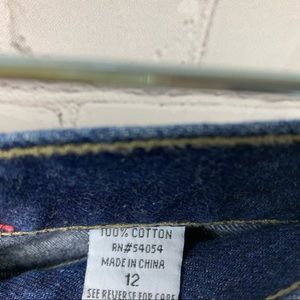 100% COTTON
RN#54054
MADE IN CHINA
12
SEE REVERSE FOR CARE